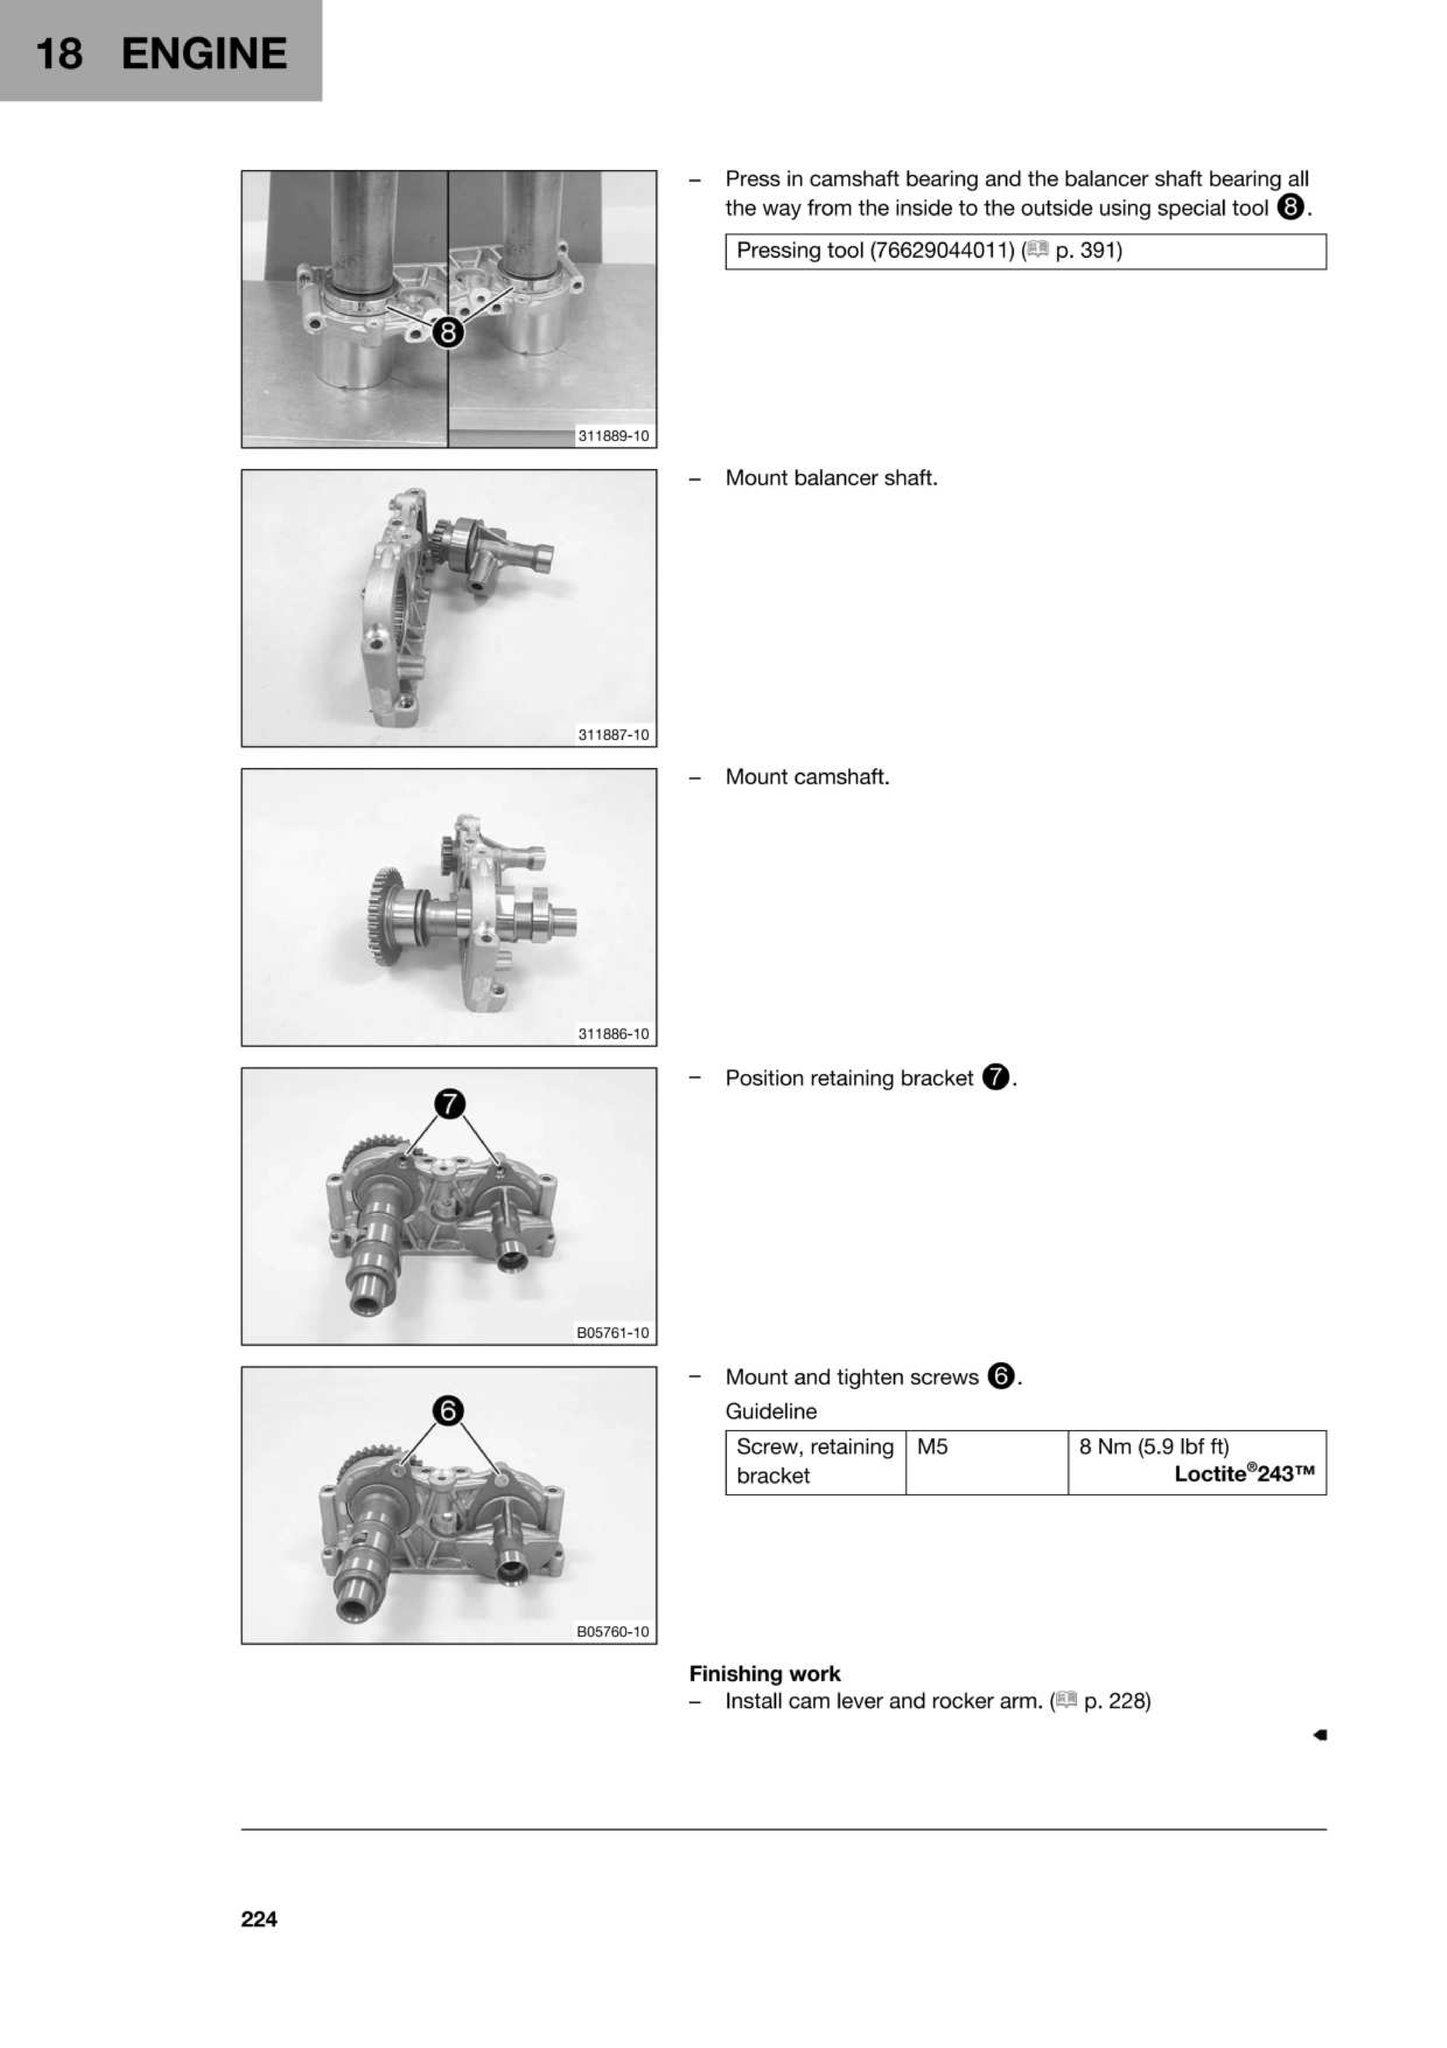 18 ENGINE
– Press in camshaft bearing and the balancer shaft bearing all
the way from the inside to the outside using special tool 8.
Pressing tool (76629044011) ( p. 391)
8
311889-10
– Mount balancer shaft.
311887-10
– Mount camshaft.
311886-10
– Position retaining bracket 7.
7
B05761-10
– Mount and tighten screws 6.
Guideline
Screw, retaining bracket M5 8 Nm (5.9 lbf ft)
Loctite®243™
6
B05760-10
Finishing work
– Install cam lever and rocker arm. ( p. 228)
224